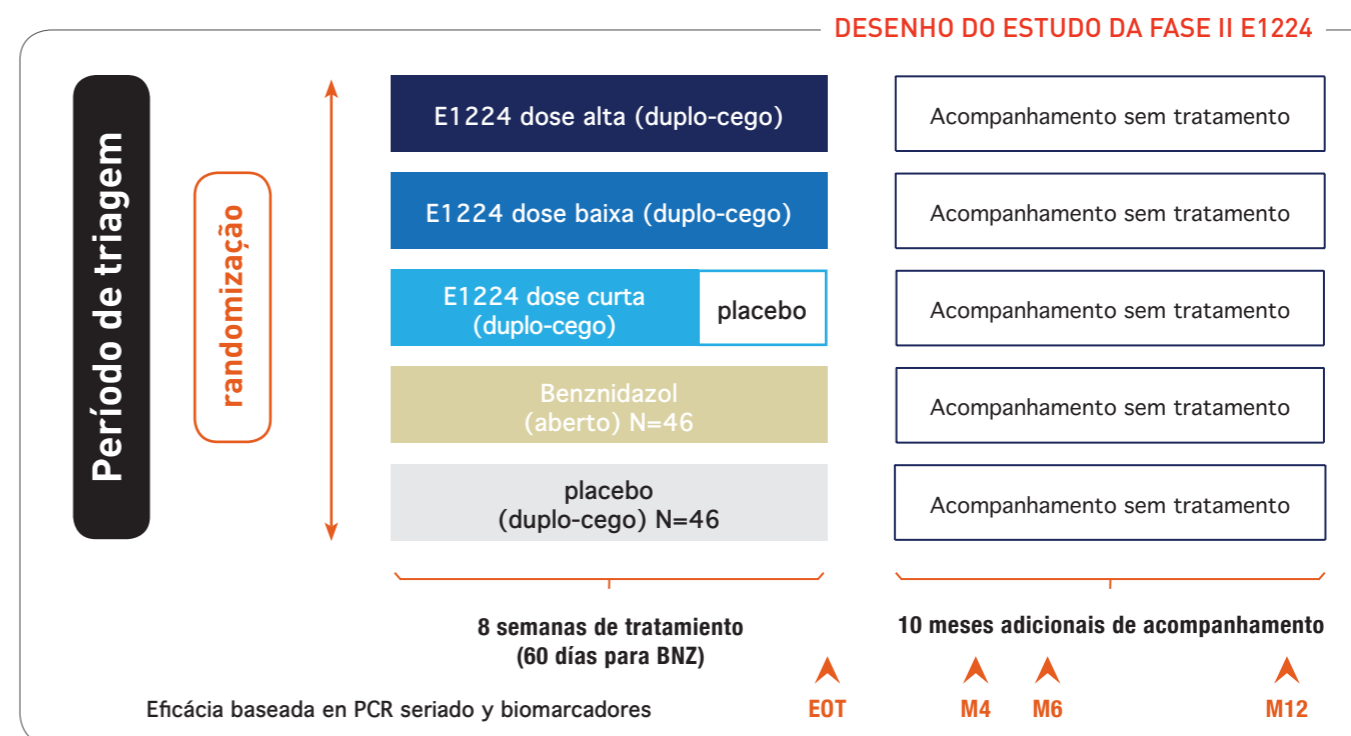 DESENHO DO ESTUDO DA FASE II E1224
Período de triagem
randomização
E1224 dose alta (duplo-cego)
Acompanhamento sem tratamento
E1224 dose baixa (duplo-cego)
Acompanhamento sem tratamento
E1224 dose curta
(duplo-cego)
placebo
Acompanhamento sem tratamento
Benznidazol
(aberto) N=46
Acompanhamento sem tratamento
placebo
(duplo-cego) N=46
Acompanhamento sem tratamento
8 semanas de tratamiento
(60 días para BNZ)
10 meses adicionais de acompanhamento
Eficácia baseada en PCR seriado y biomarcadores
EOT
M4
M6
M12